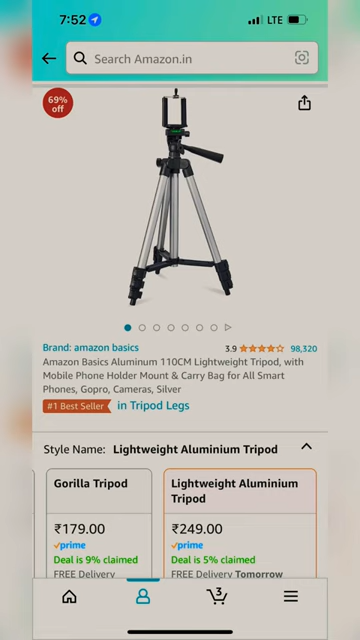 7:52
LTE
Search Amazon.in
69%
off
Brand: amazon basics
3.9
98,320
Amazon Basics Aluminum 110CM Lightweight Tripod, with
Mobile Phone Holder Mount & Carry Bag for All Smart
Phones, Gopro, Cameras, Silver
#1 Best Seller
in Tripod Legs
Style Name: Lightweight Aluminium Tripod
Gorilla Tripod
₹179.00
prime
Deal is 9% claimed
FREE Delivery
Lightweight Aluminium
Tripod
₹249.00
prime
Deal is 5% claimed
FREE Delivery Tomorrow
3